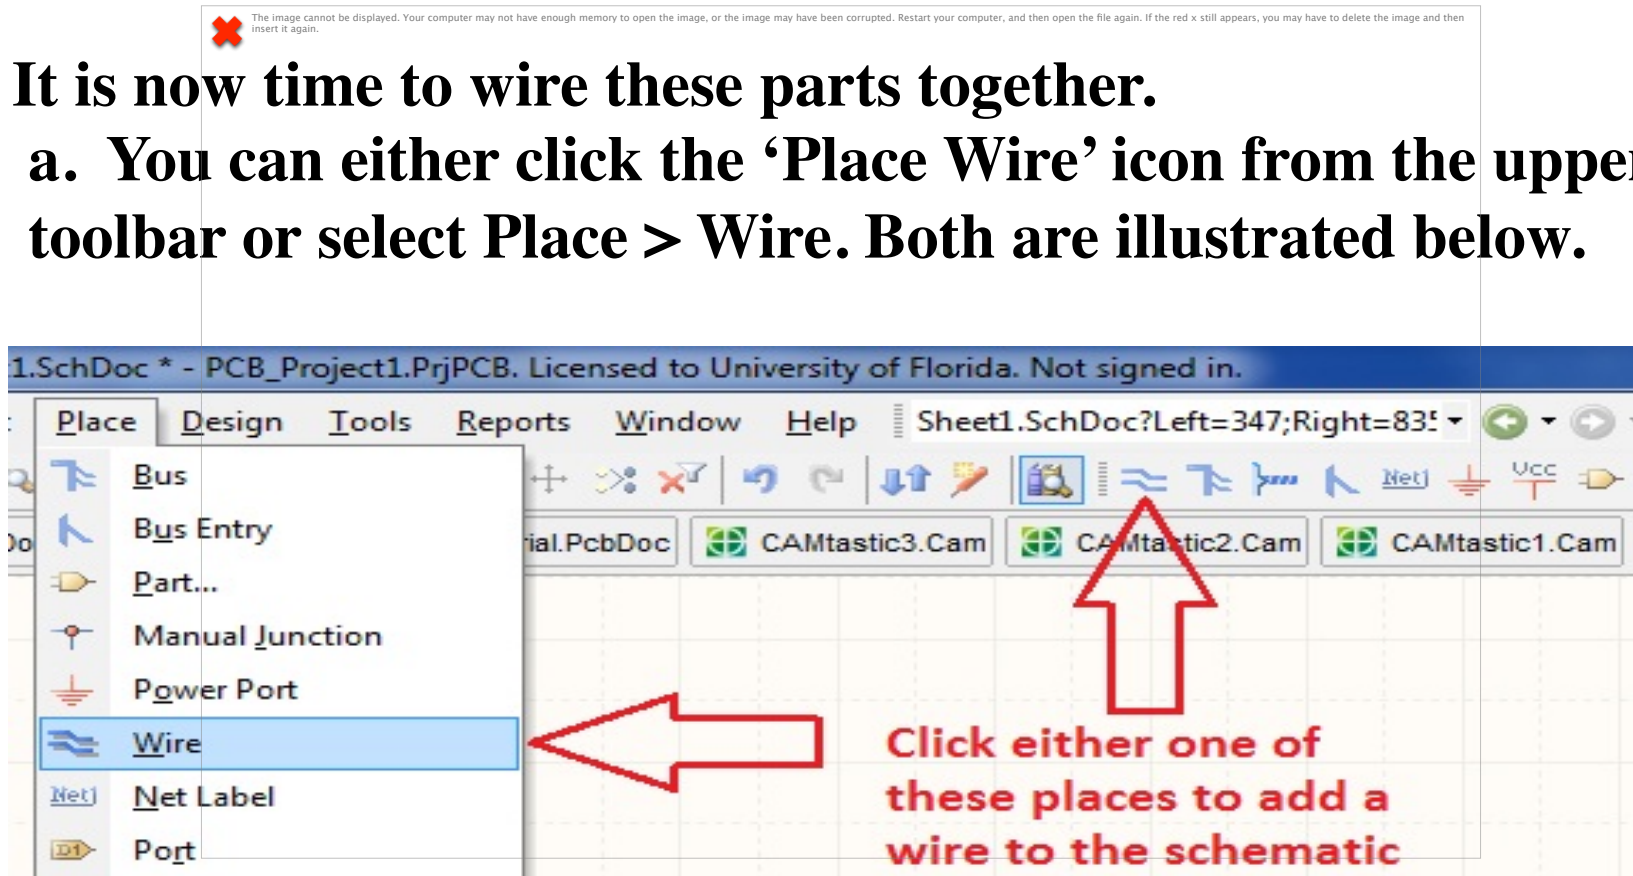 The image cannot be displayed. Your computer may not have enough memory to open the image, or the image may have been corrupted. Restart your computer, and then open the file again. If the red x still appears, you may have to delete the image and then
insert it again.
It is now time to wire these parts together.
a. You can either click the ‘Place Wire’ icon from the upper
toolbar or select Place > Wire. Both are illustrated below.
1.SchDoc * - PCB_Project1.PrjPCB. Licensed to University of Florida. Not signed in.
Place Design Tools Reports Window Help Sheet1.SchDoc?Left=347;Right=835
Net1 Vcc
Bus
Bus Entry
rial.PcbDoc CAMtastic3.Cam CAMtastic2.Cam CAMtastic1.Cam
Part...
Manual Junction
Power Port
Wire
Net1 Net Label
D1 Port
Click either one of
these places to add a
wire to the schematic